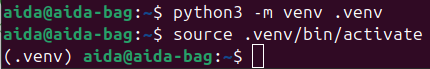 aida@aida-bag:~$ python3 -m venv .venv
aida@aida-bag:~$ source .venv/bin/activate
(.venv) aida@aida-bag:~$